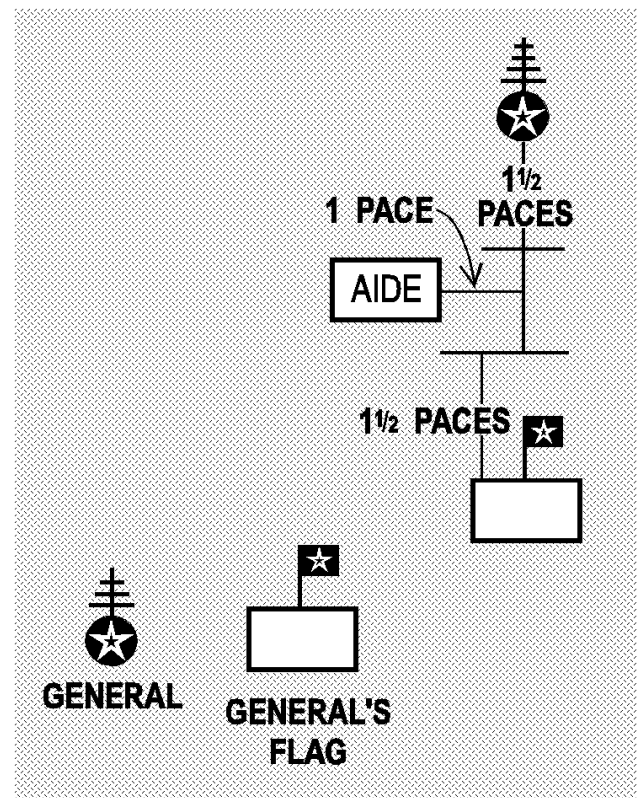 1½
PACES
1 PACE
AIDE
1½ PACES
GENERAL
GENERAL'S
FLAG